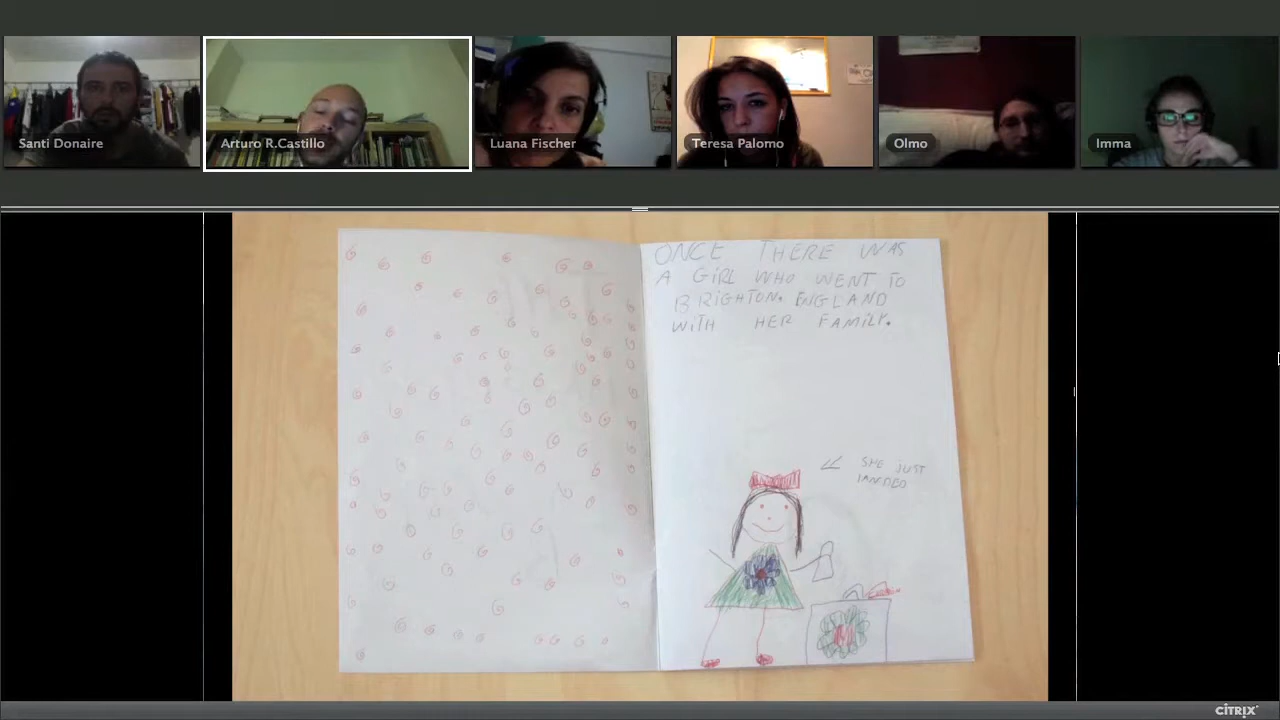 Santi Donaire
Arturo R.Castillo
Luana Fischer
Teresa Palomo
Olmo
Imma
ONCE THERE WAS
A GIRL WHO WENT TO
BRIGHTON. ENGLAND
WITH HER FAMILY.
SHE JUST
LANDED
CITRIX